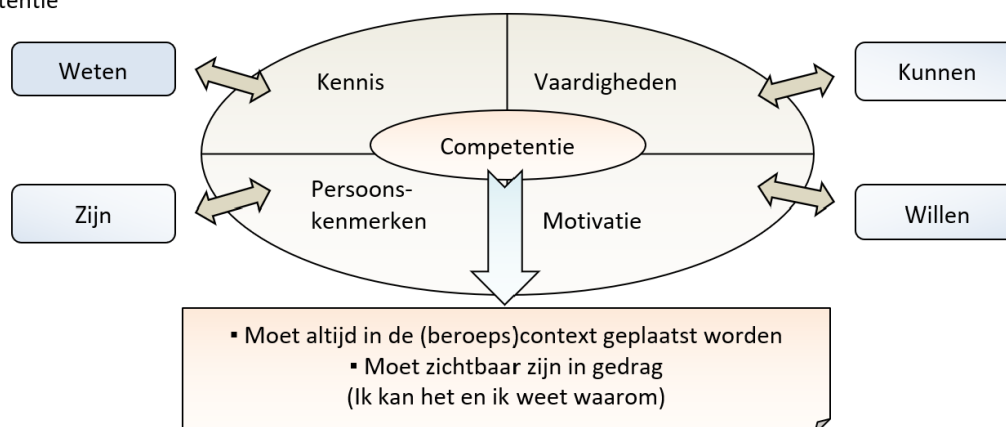 Weten
Kennis
Vaardigheden
Kunnen
Competentie
Zijn
Persoons-
kenmerken
Motivatie
Willen
▪ Moet altijd in de (beroeps)context geplaatst worden
▪ Moet zichtbaar zijn in gedrag
(Ik kan het en ik weet waarom)